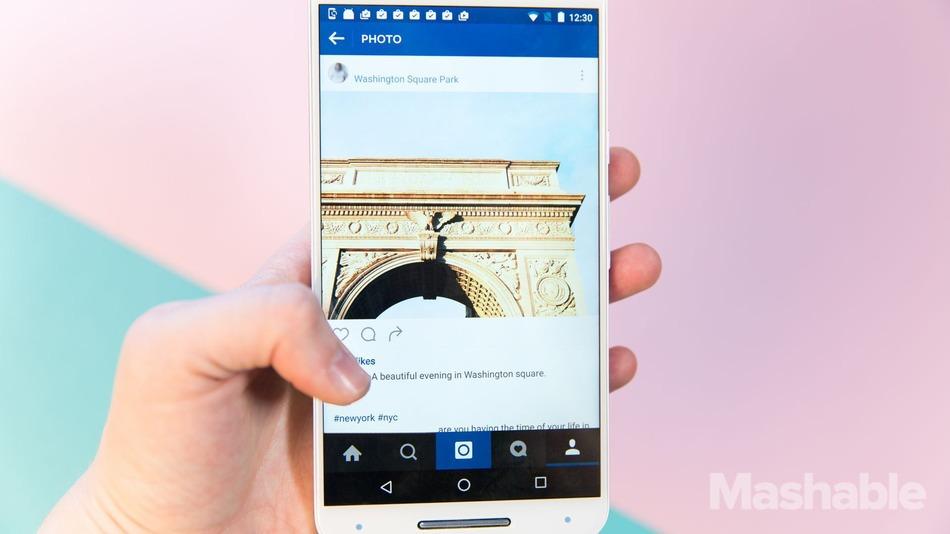 12:30
PHOTO
Washington Square Park
likes
A beautiful evening in Washington square.
#newyork #nyc
are you having the time of your life in
Mashable